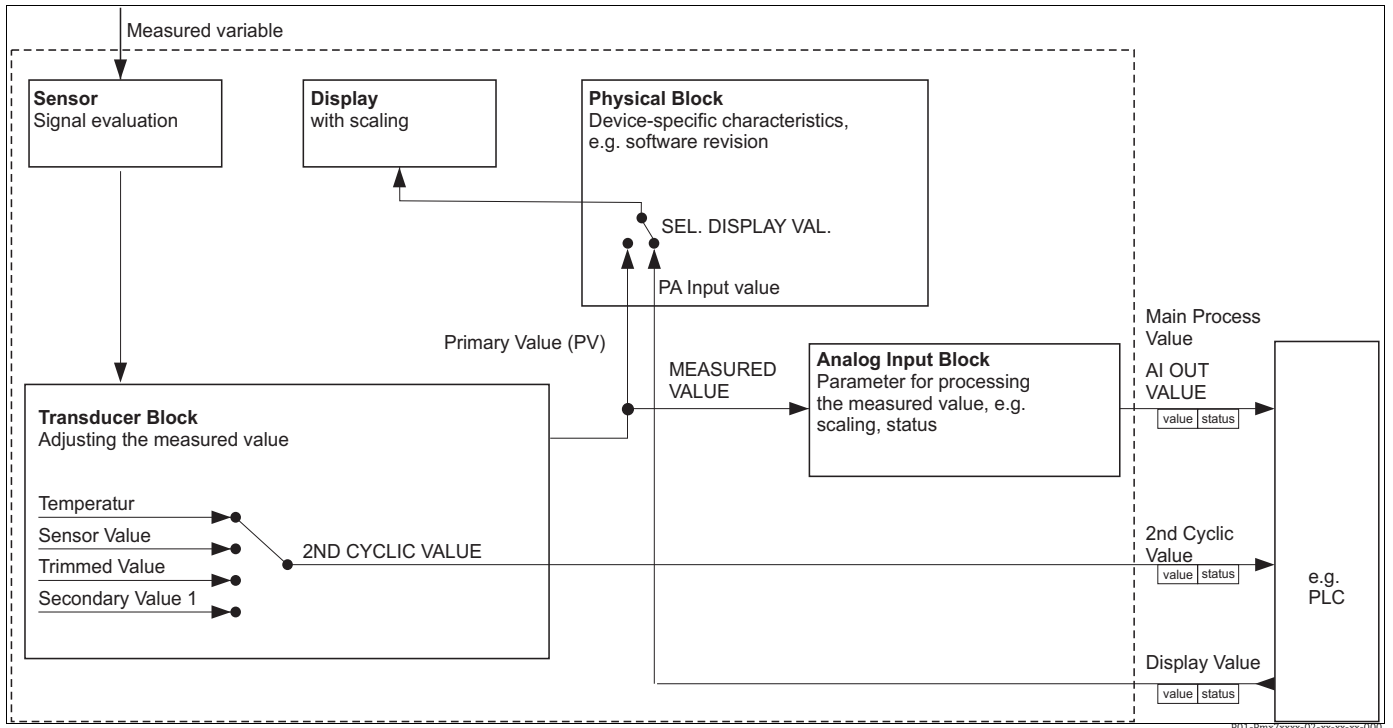 Measured variable
Sensor
Signal evaluation
Display
with scaling
Physical Block
Device-specific characteristics,
e.g. software revision
SEL. DISPLAY VAL.
PA Input value
Primary Value (PV)
MEASURED
VALUE
Analog Input Block
Parameter for processing
the measured value, e.g.
scaling, status
Main Process
Value
AI OUT
VALUE
value status
Transducer Block
Adjusting the measured value
Temperatur
Sensor Value
Trimmed Value
Secondary Value 1
2ND CYCLIC VALUE
2nd Cyclic
Value
value status
e.g.
PLC
Display Value
value status